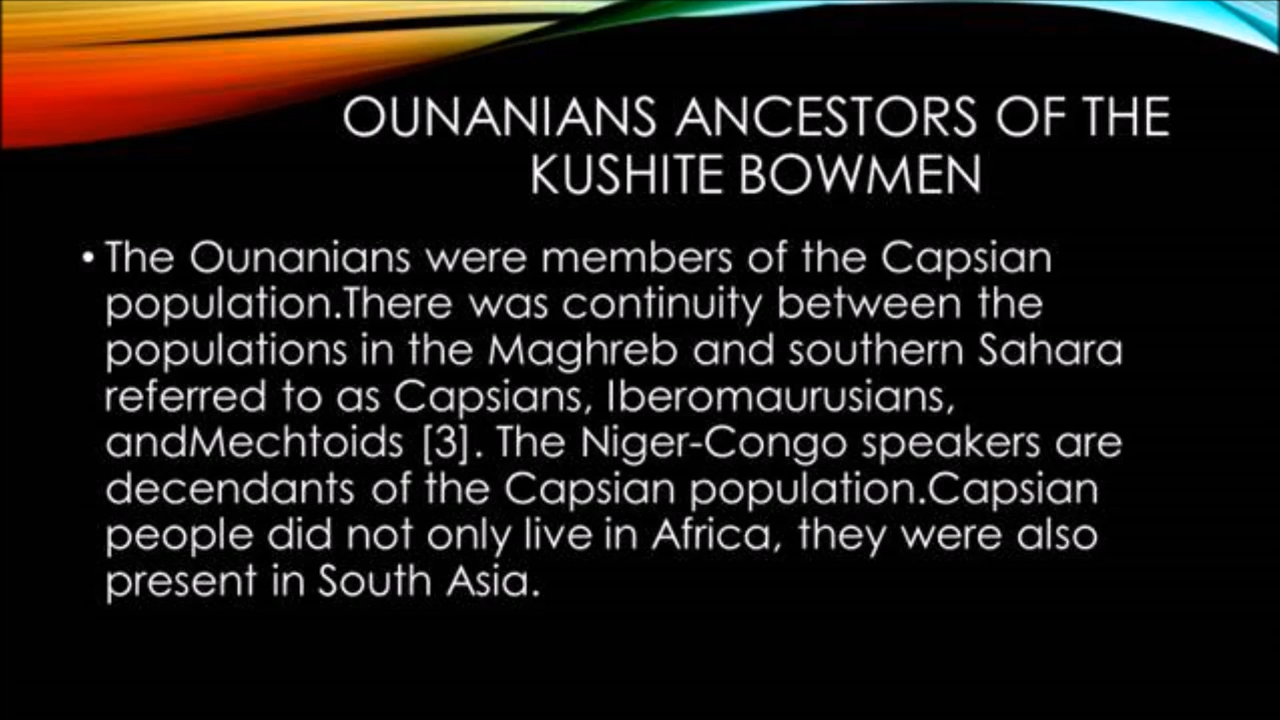 OUNANIANS ANCESTORS OF THE
KUSHITE BOWMEN
• The Ounanians were members of the Capsian
population.There was continuity between the
populations in the Maghreb and southern Sahara
referred to as Capsians, Iberomaurusians,
andMechtoids [3]. The Niger-Congo speakers are
decendants of the Capsian population.Capsian
people did not only live in Africa, they were also
present in South Asia.